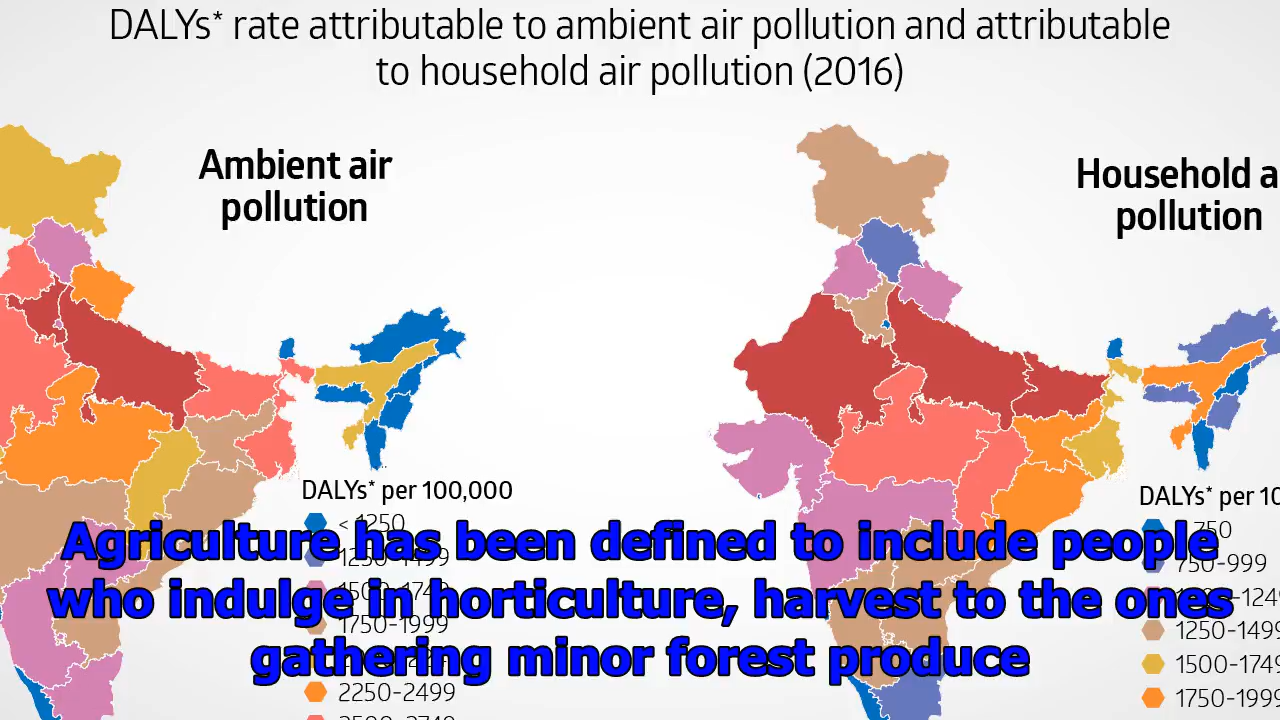 DALYs* rate attributable to ambient air pollution and attributable
to household air pollution (2016)
Ambient air
pollution
Household a
pollution
DALYs* per 100,000
< 1250
1250-1499
1750-1999
2250-2499
DALYs* per 10
750
750-999
1250-1499
1500-1749
1750-1999
Agriculture has been defined to include people
who indulge in horticulture, harvest to the ones
gathering minor forest produce